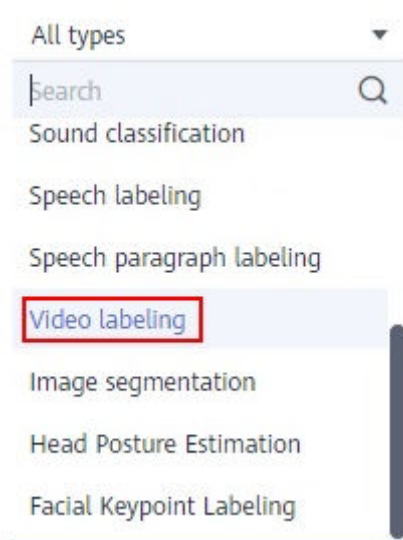 All types
Search
Sound classification
Speech labeling
Speech paragraph labeling
Video labeling
Image segmentation
Head Posture Estimation
Facial Keypoint Labeling